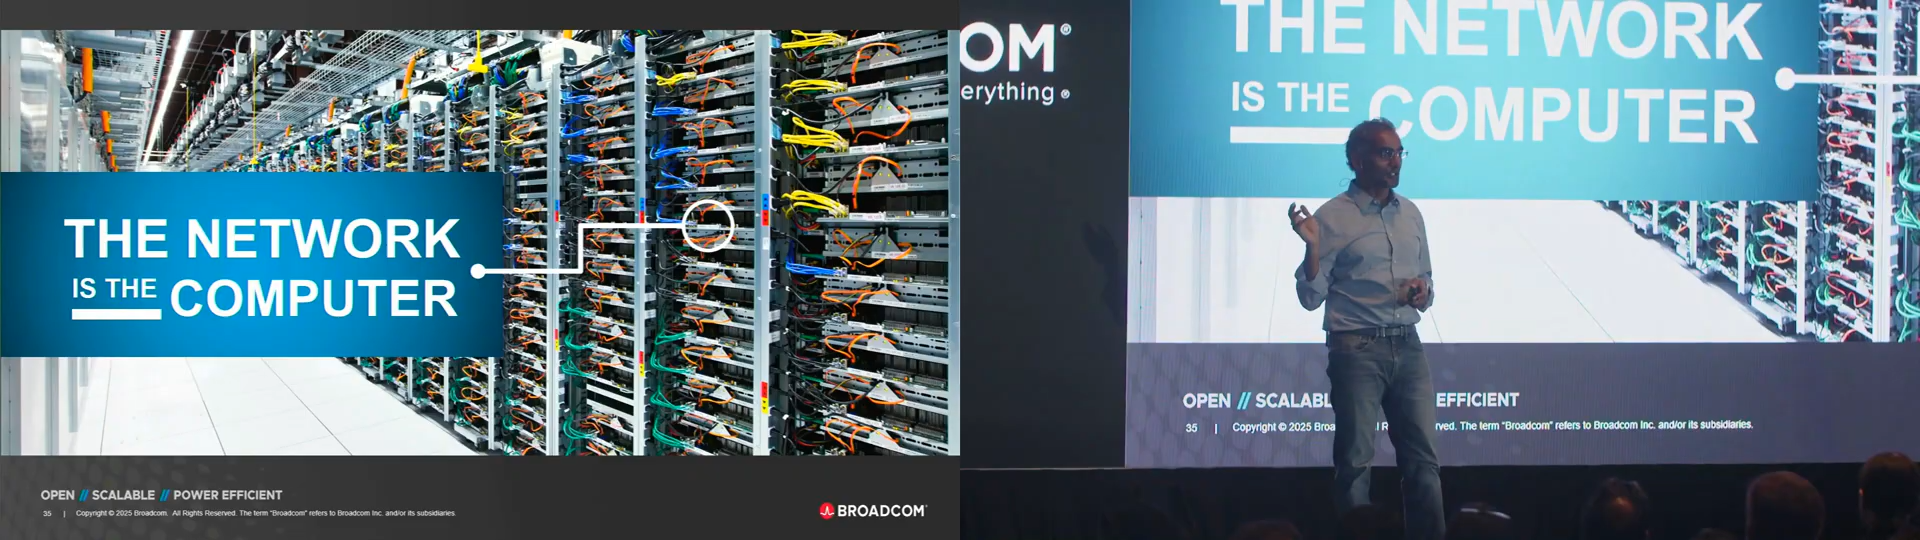 THE NETWORK
IS THE COMPUTER
OPEN // SCALABLE // POWER EFFICIENT
35 | Copyright © 2025 Broadcom. All Rights Reserved. The term "Broadcom" refers to Broadcom Inc. and/or its subsidiaries.
BROADCOM®
OM®
erything®
THE NETWORK
IS THE COMPUTER
OPEN // SCALABL EFFICIENT
35 | Copyright © 2025 Broa All R rved. The term "Broadcom" refers to Broadcom Inc. and/or its subsidiaries.